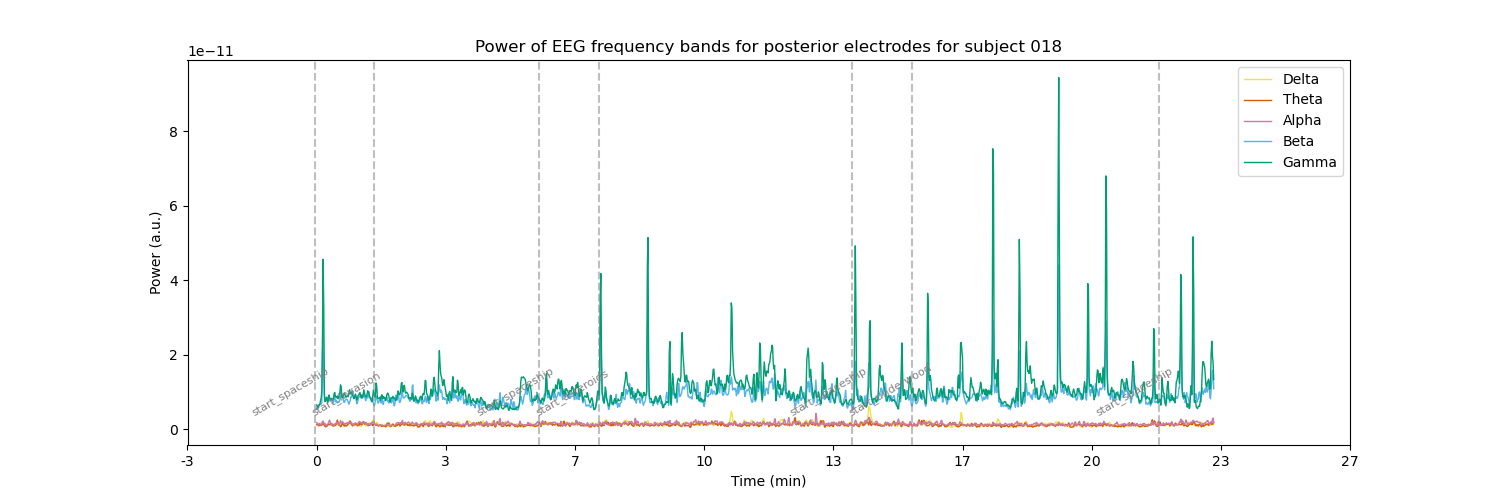 Power of EEG frequency bands for posterior electrodes for subject 018
1e−11
Delta
Theta
Alpha
Beta
Gamma
8
6
4
2
0
Power (a.u.)
start_spaceship
start_spaceship
start_asteroids
start_spaceship
start_spaceship
-3
0
3
7
10
13
17
20
23
27
Time (min)